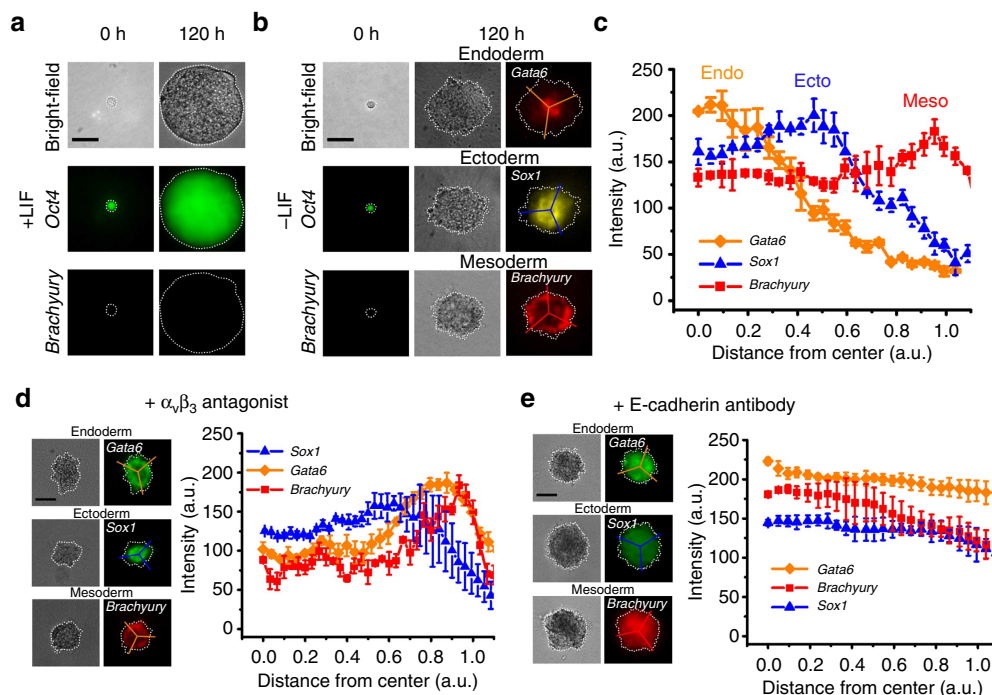 a
0 h 120 h
Bright-field
+LIF
Oct4
Brachyury
b
0 h 120 h
Endoderm
Bright-field
Gata6
Ectoderm
–LIF
Oct4
Sox1
Mesoderm
Brachyury
Brachyury
c
Endo
Ecto
Meso
Intensity (a.u.)
250
200
150
100
50
0
Gata6
Sox1
Brachyury
0.0 0.2 0.4 0.6 0.8 1.0
Distance from center (a.u.)
d
+ αvβ3 antagonist
Endoderm
Gata6
Ectoderm
Sox1
Mesoderm
Brachyury
Intensity (a.u.)
250
200
150
100
50
0
Sox1
Gata6
Brachyury
0.0 0.2 0.4 0.6 0.8 1.0
Distance from center (a.u.)
e
+ E-cadherin antibody
Endoderm
Gata6
Ectoderm
Sox1
Mesoderm
Brachyury
Intensity (a.u.)
250
200
150
100
50
0
Gata6
Brachyury
Sox1
0.0 0.2 0.4 0.6 0.8 1.0
Distance from center (a.u.)